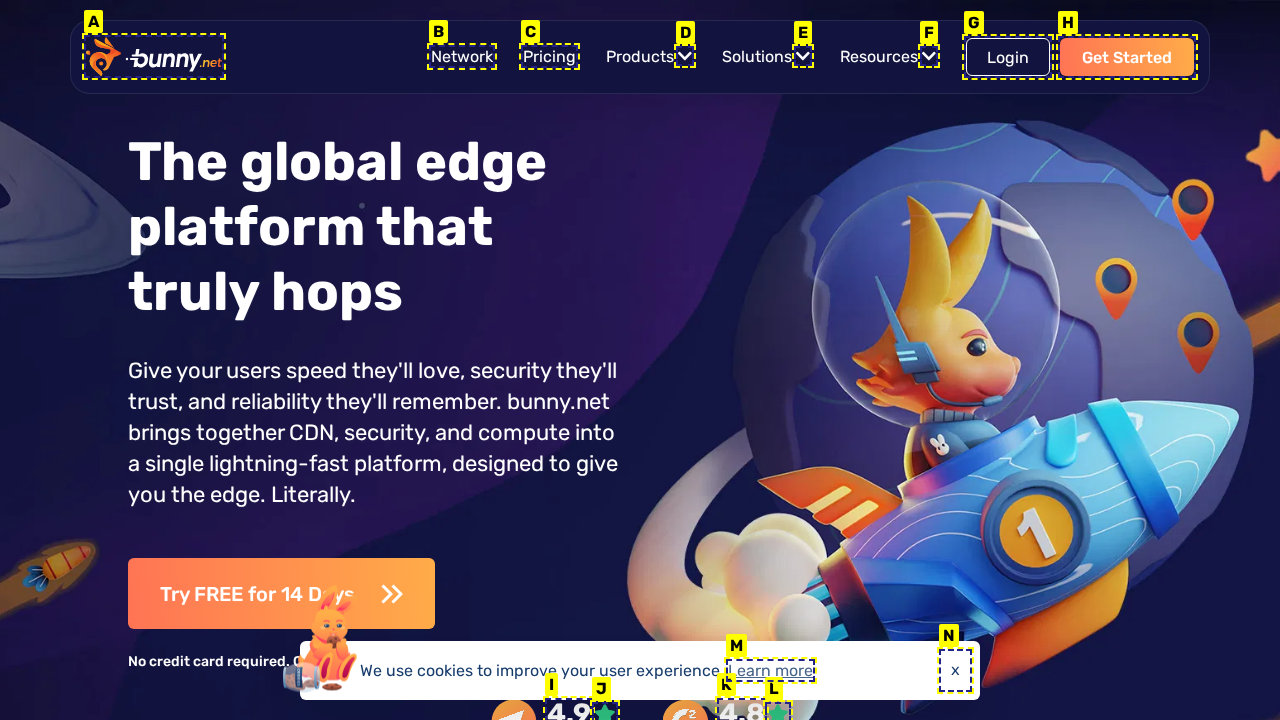 A
B
C
D
E
F
G
H
bunny.net
Network
Pricing
Products
Solutions
Resources
Login
Get Started
The global edge
platform that
truly hops
Give your users speed they'll love, security they'll
trust, and reliability they'll remember. bunny.net
brings together CDN, security, and compute into
a single lightning-fast platform, designed to give
you the edge. Literally.
1
Try FREE for 14 Days
No credit card required.
We use cookies to improve your user experience.
M
Learn more
N
x
I
J
K
L
4.9
4.8
2